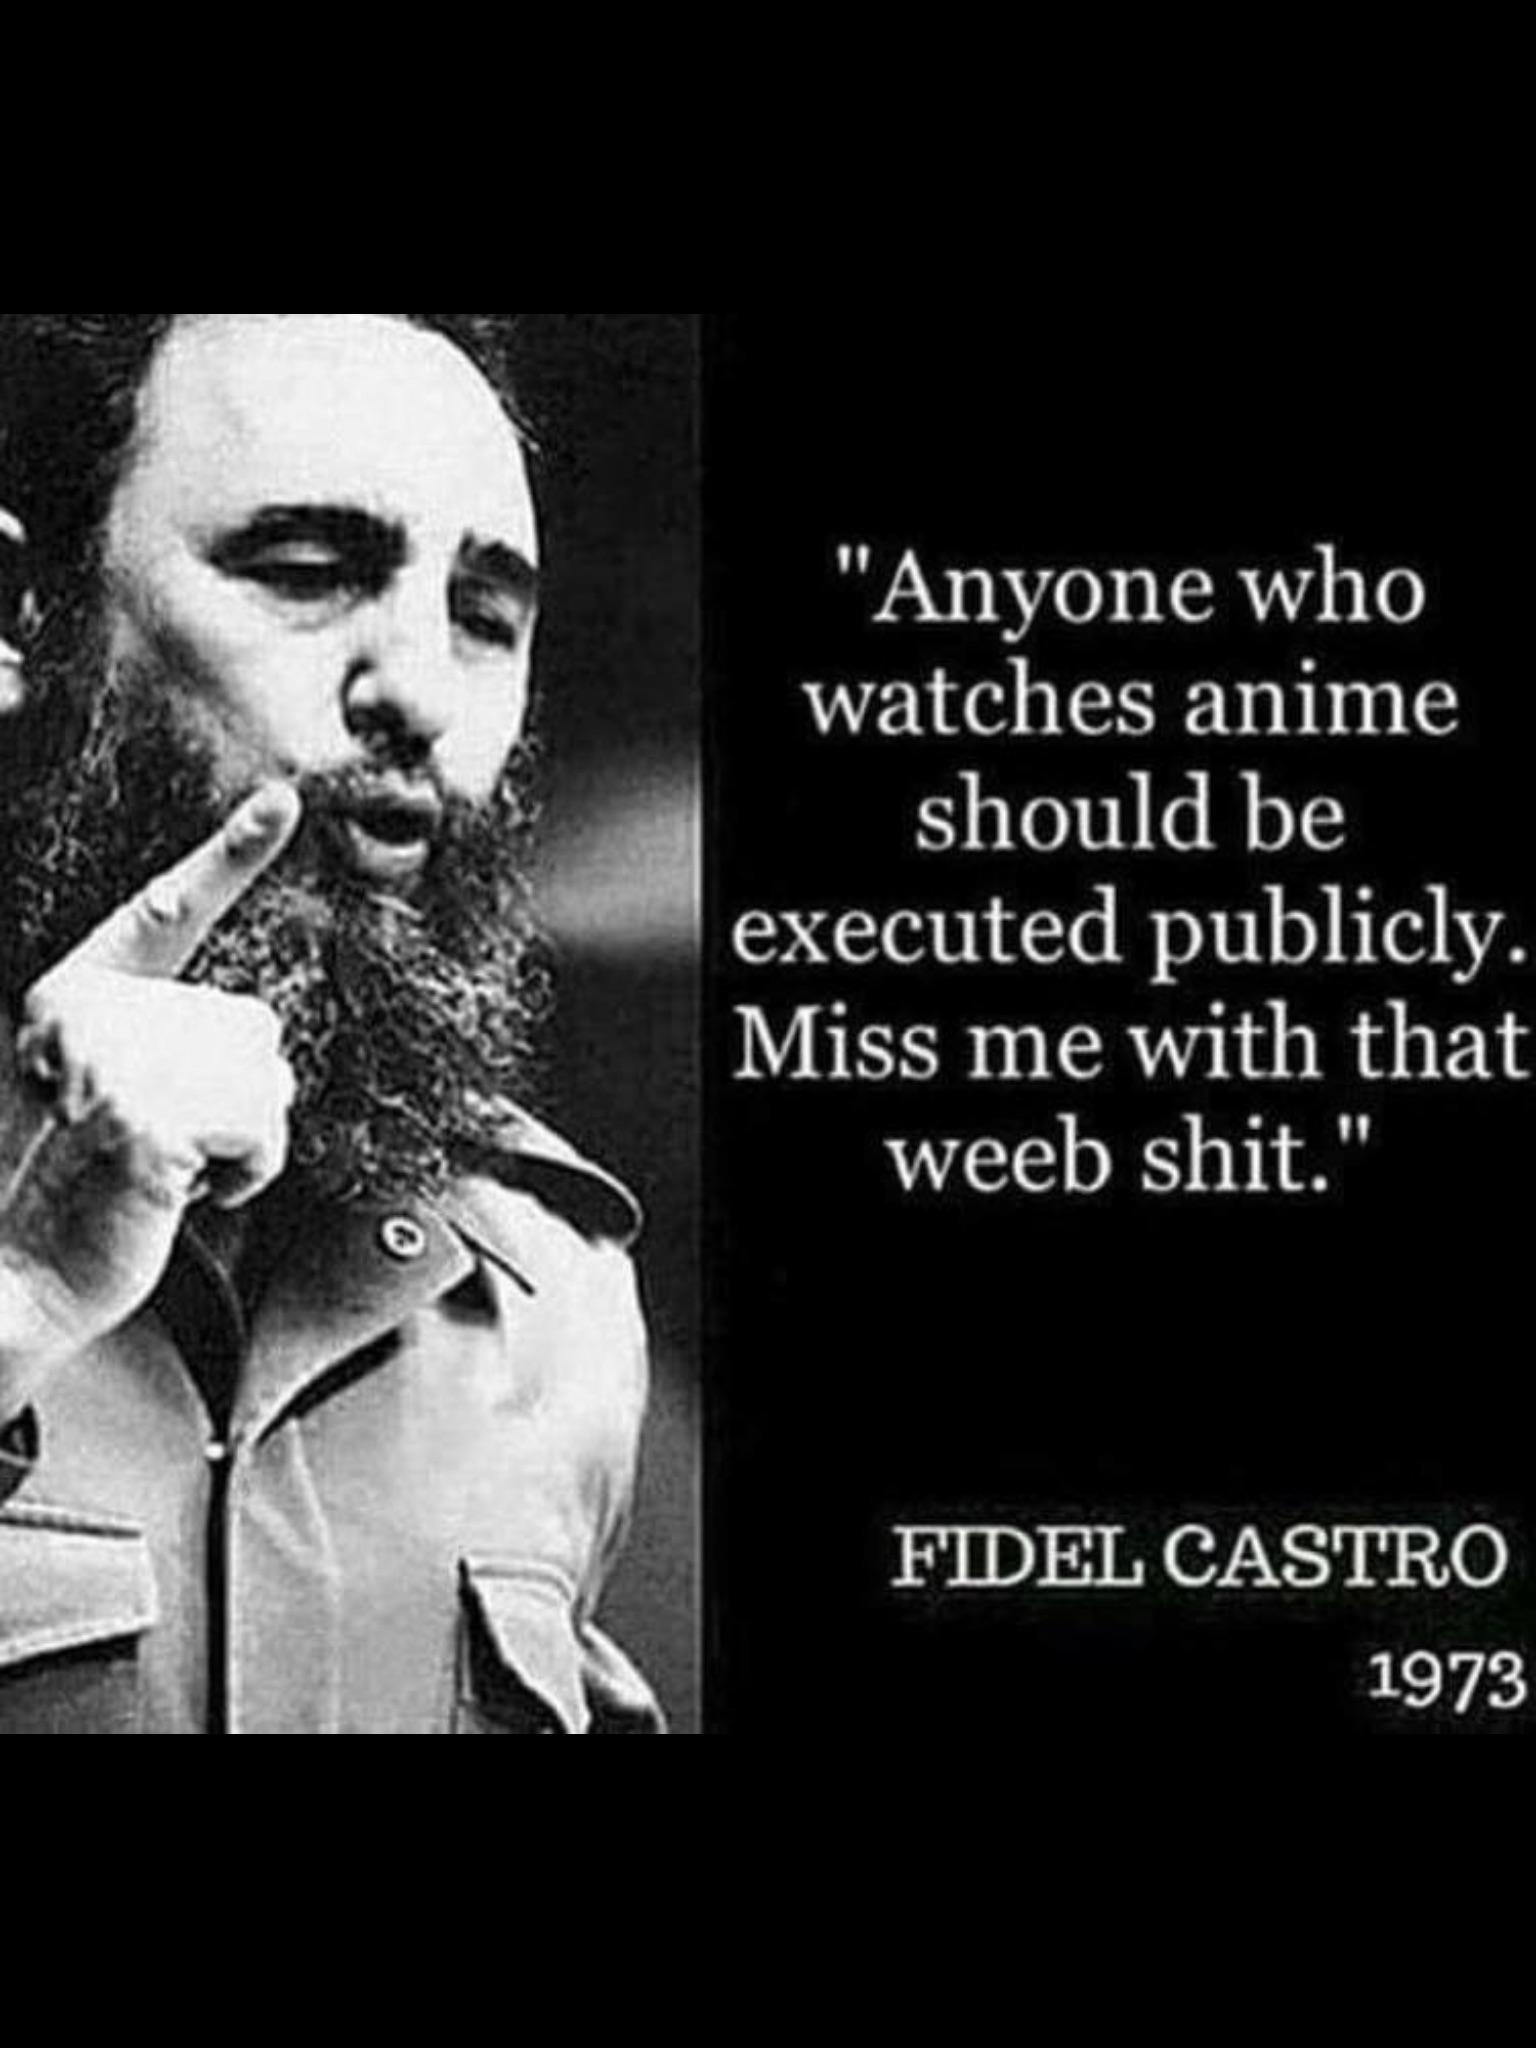 "Anyone who
watches anime
should be
executed publicly.
Miss me with that
weeb shit."
FIDEL CASTRO
1973